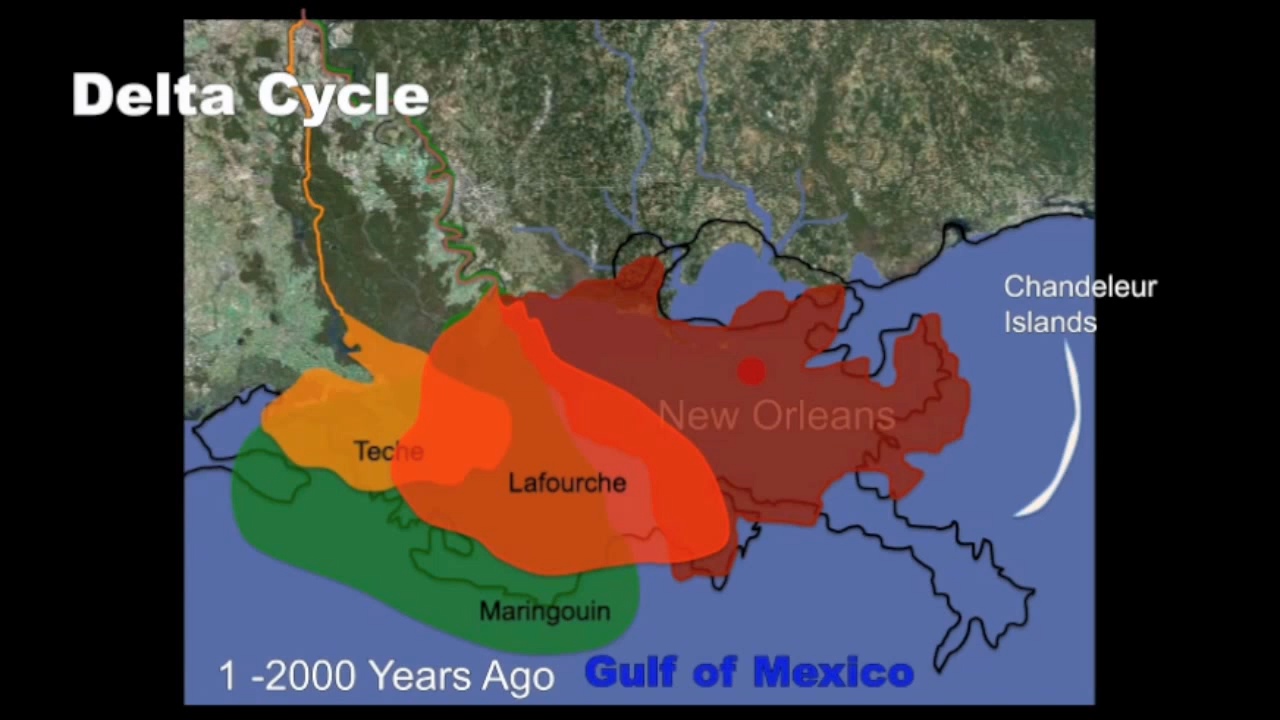 Delta Cycle
Chandeleur
Islands
New Orleans
Teche
Lafourche
Maringouin
1 -2000 Years Ago
Gulf of Mexico